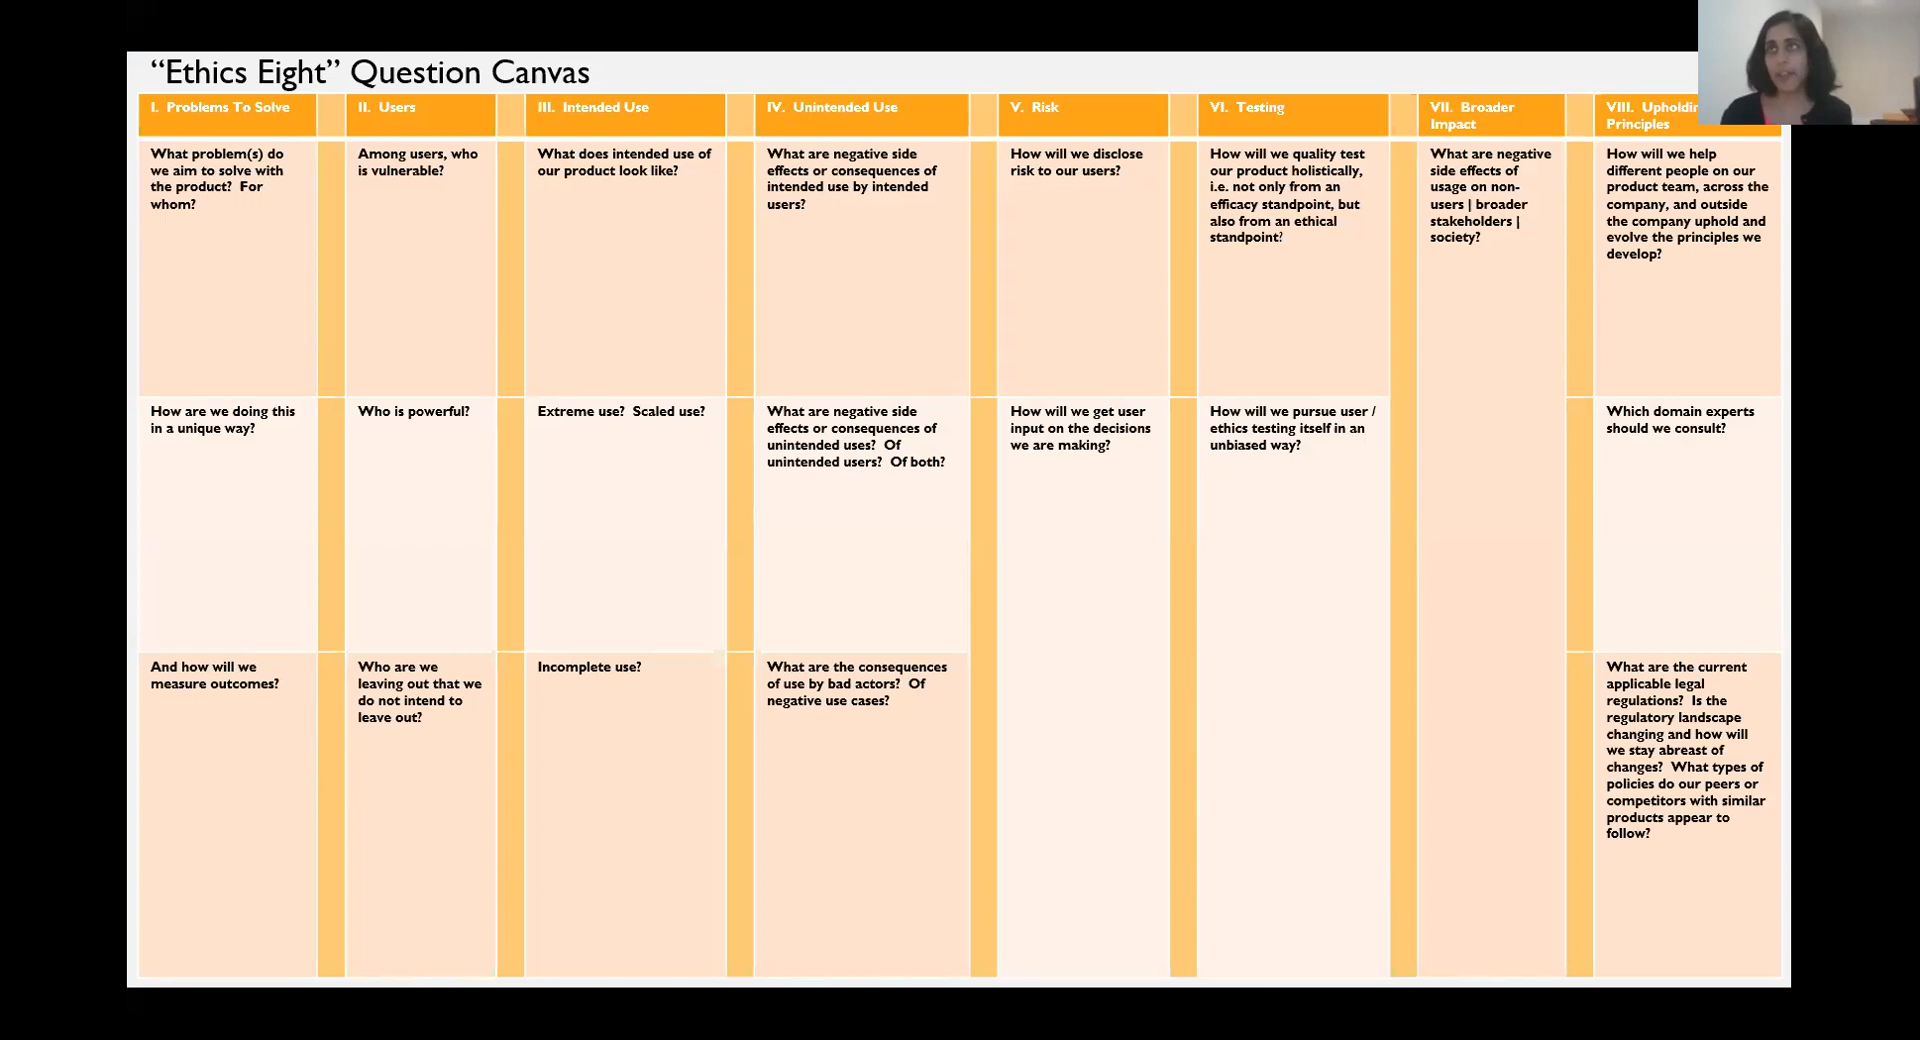 “Ethics Eight” Question Canvas
I. Problems To Solve
II. Users
III. Intended Use
IV. Unintended Use
V. Risk
VI. Testing
VII. Broader
Impact
VIII.
Principles
What problem(s) do
we aim to solve with
the product? For
whom?
Among users, who
is vulnerable?
What does intended use of
our product look like?
What are negative side
effects or consequences of
intended use by intended
users?
How will we disclose
risk to our users?
How will we quality test
our product holistically,
i.e. not only from an
efficacy standpoint, but
also from an ethical
standpoint?
What are negative
side effects of
usage on non-
users | broader
stakeholders |
society?
How will we help
different people on our
product team, across the
company, and outside
the company uphold and
evolve the principles we
develop?
How are we doing this
in a unique way?
Who is powerful?
Extreme use? Scaled use?
What are negative side
effects or consequences of
unintended uses? Of
unintended users? Of both?
How will we get user
input on the decisions
we are making?
How will we pursue user /
ethics testing itself in an
unbiased way?
Which domain experts
should we consult?
And how will we
measure outcomes?
Who are we
leaving out that we
do not intend to
leave out?
Incomplete use?
What are the consequences
of use by bad actors? Of
negative use cases?
What are the current
applicable legal
regulations? Is the
regulatory landscape
changing and how will
we stay abreast of
changes? What types of
policies do our peers or
competitors with similar
products appear to
follow?